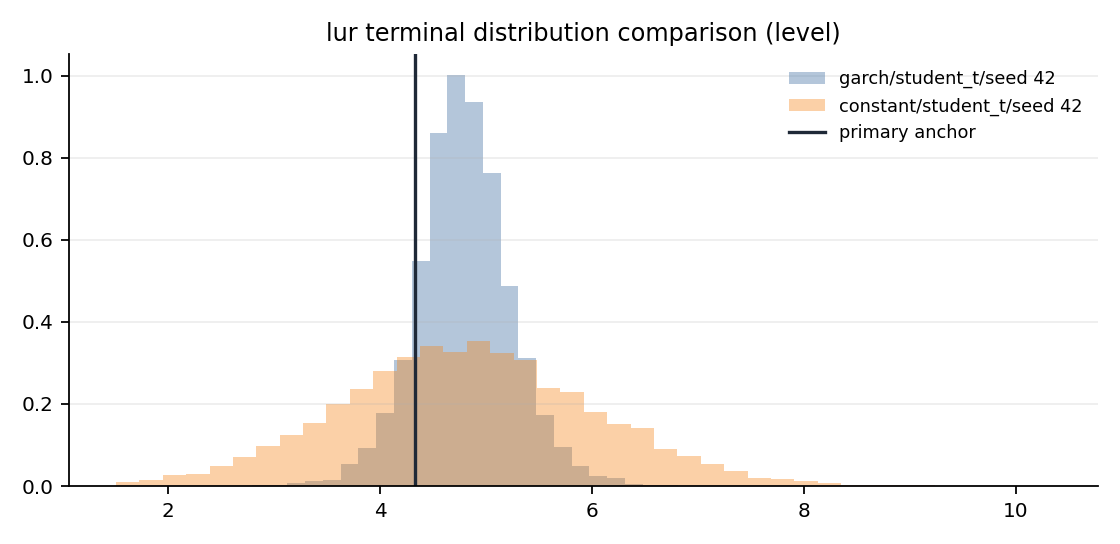 lur terminal distribution comparison (level)
garch/student_t/seed 42
constant/student_t/seed 42
primary anchor
1.0
0.8
0.6
0.4
0.2
0.0
2 4 6 8 10